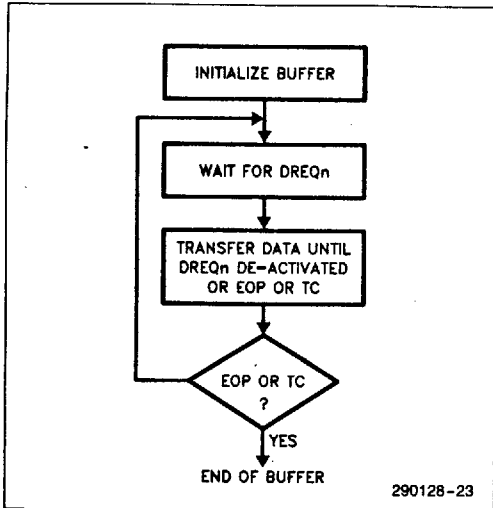 INITIALIZE BUFFER
WAIT FOR DREQn
TRANSFER DATA UNTIL
DREQn DE-ACTIVATED
OR EOP OR TC
EOP OR TC
?
YES
END OF BUFFER
290128-23